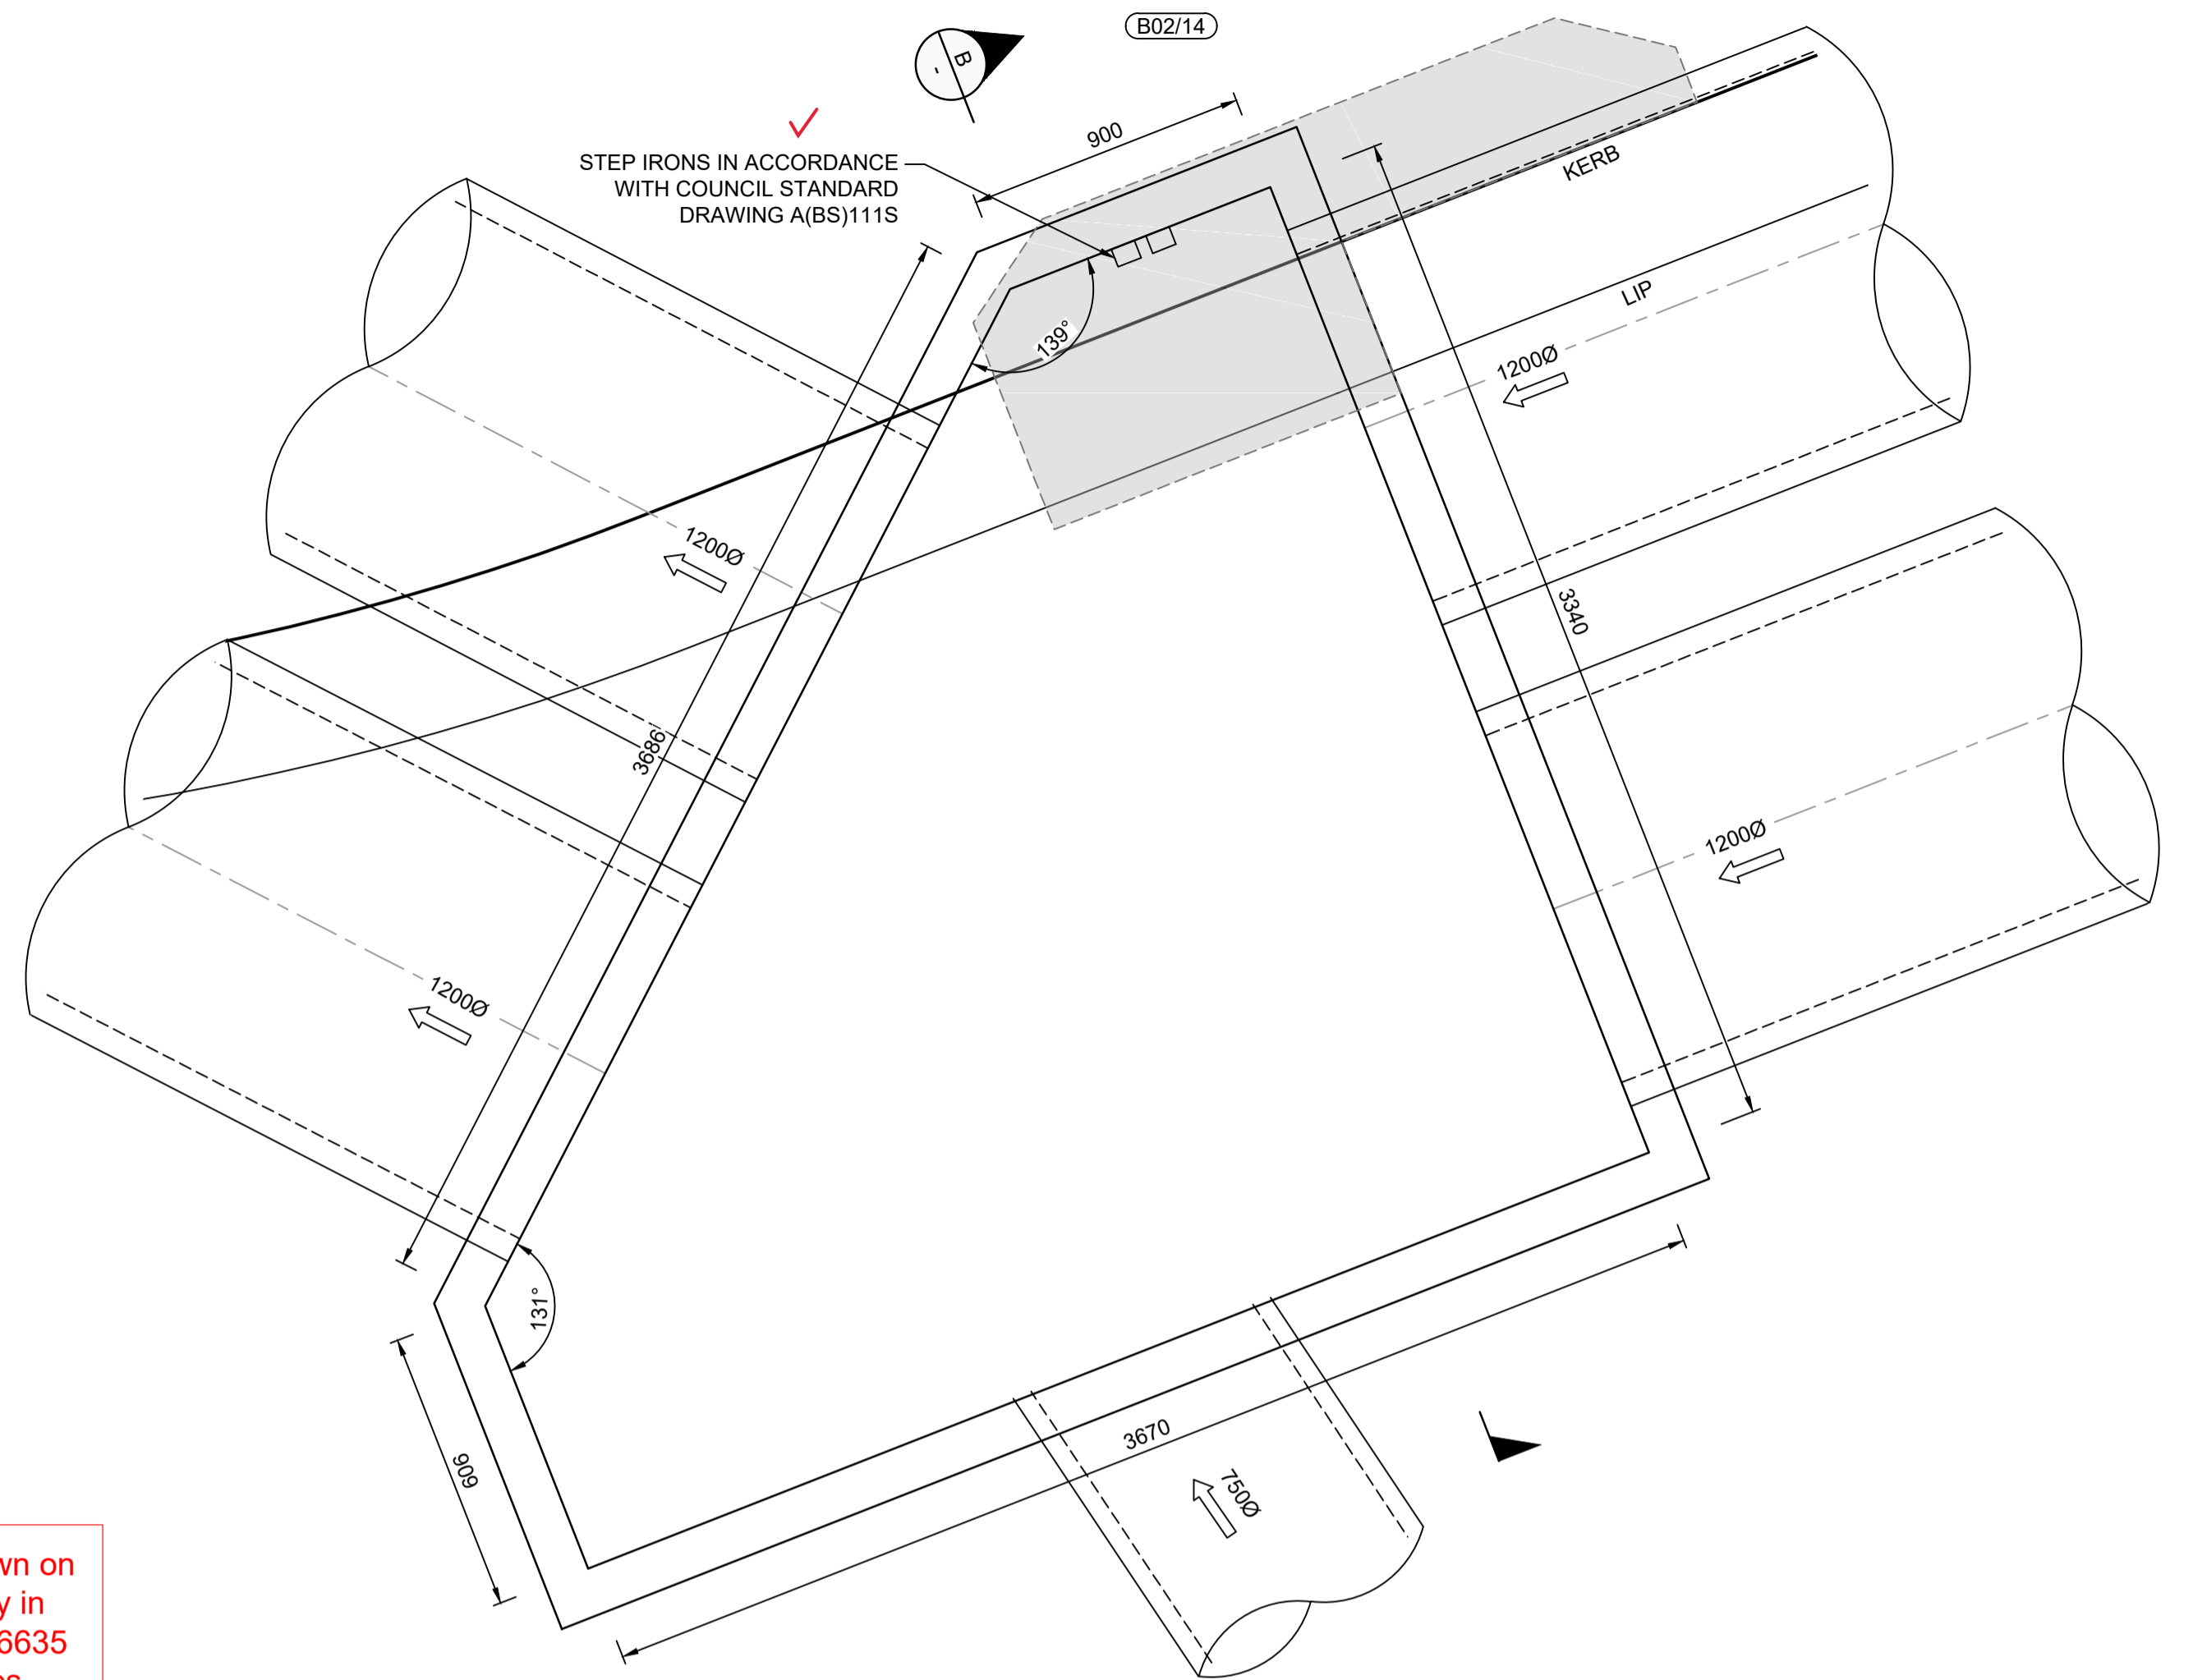 B02/14
B
-
900
STEP IRONS IN ACCORDANCE
WITH COUNCIL STANDARD
DRAWING A(BS)111S
KERB
LIP
139°
1200Ø
1200Ø
3340
3686
1200Ø
1200Ø
131°
909
3670
750Ø
wn on
y in
6635